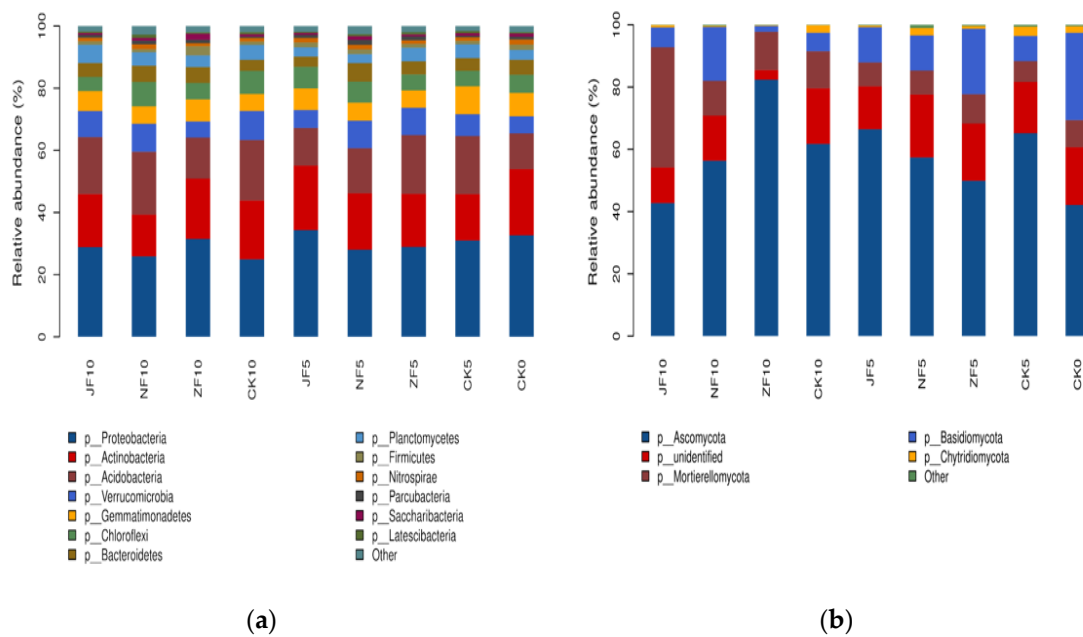 Relative abundance (%)
0 20 40 60 80 100
JF10 NF10 ZF10 CK10 JF5 NF5 ZF5 CK5 CK0
p__Proteobacteria
p__Actinobacteria
p__Acidobacteria
p__Verrucomicrobia
p__Gemmatimonadetes
p__Chloroflexi
p__Bacteroidetes
p__Planctomycetes
p__Firmicutes
p__Nitrospirae
p__Parcubacteria
p__Saccharibacteria
p__Latescibacteria
Other
(a)
Relative abundance (%)
0 20 40 60 80 100
JF10 NF10 ZF10 CK10 JF5 NF5 ZF5 CK5 CK0
p__Ascomycota
p__unidentified
p__Mortierellomycota
p__Basidiomycota
p__Chytridiomycota
Other
(b)